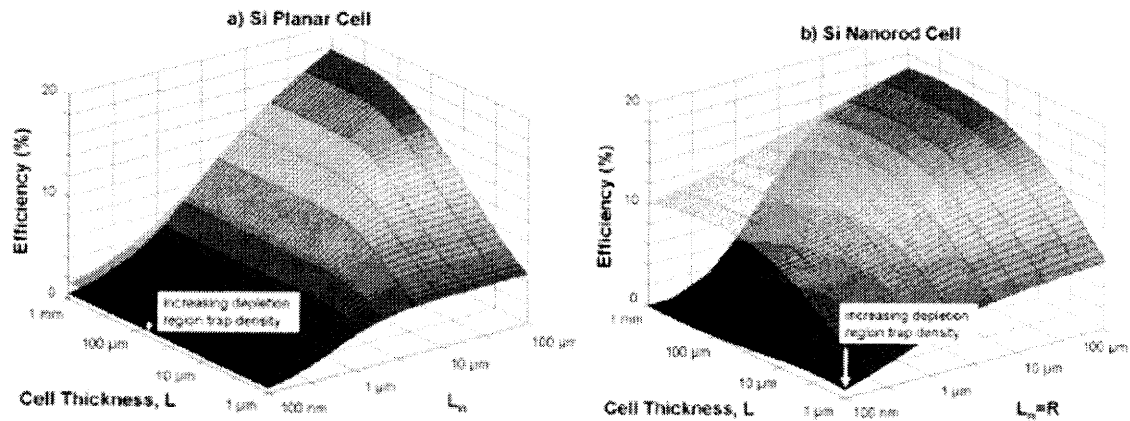 a) Si Planar Cell
20
10
0
Efficiency (%)
1 mm
100 µm
10 µm
1 µm
Cell Thickness, L
100 nm
1 µm
10 µm
100 µm
Lₙ
increasing depletion
region trap density
b) Si Nanorod Cell
20
10
0
Efficiency (%)
1 mm
100 µm
10 µm
1 µm
Cell Thickness, L
100 nm
1 µm
10 µm
100 µm
Lₙ=R
increasing depletion
region trap density